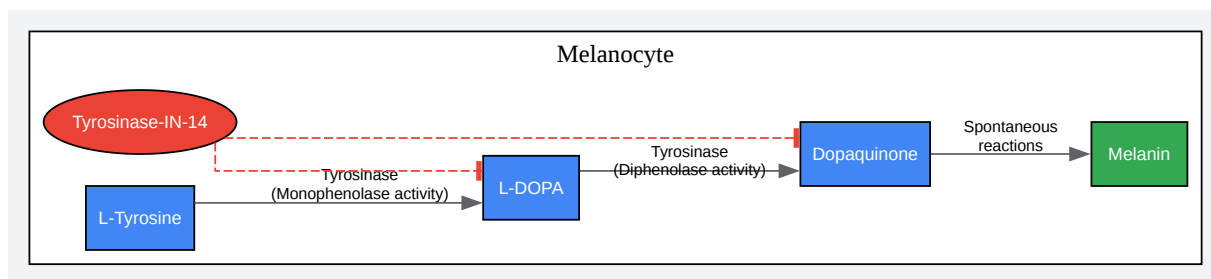 Melanocyte
Tyrosinase-IN-14
L-Tyrosine
Tyrosinase
(Monophenolase activity)
L-DOPA
Tyrosinase
(Diphenolase activity)
Dopaquinone
Spontaneous
reactions
Melanin